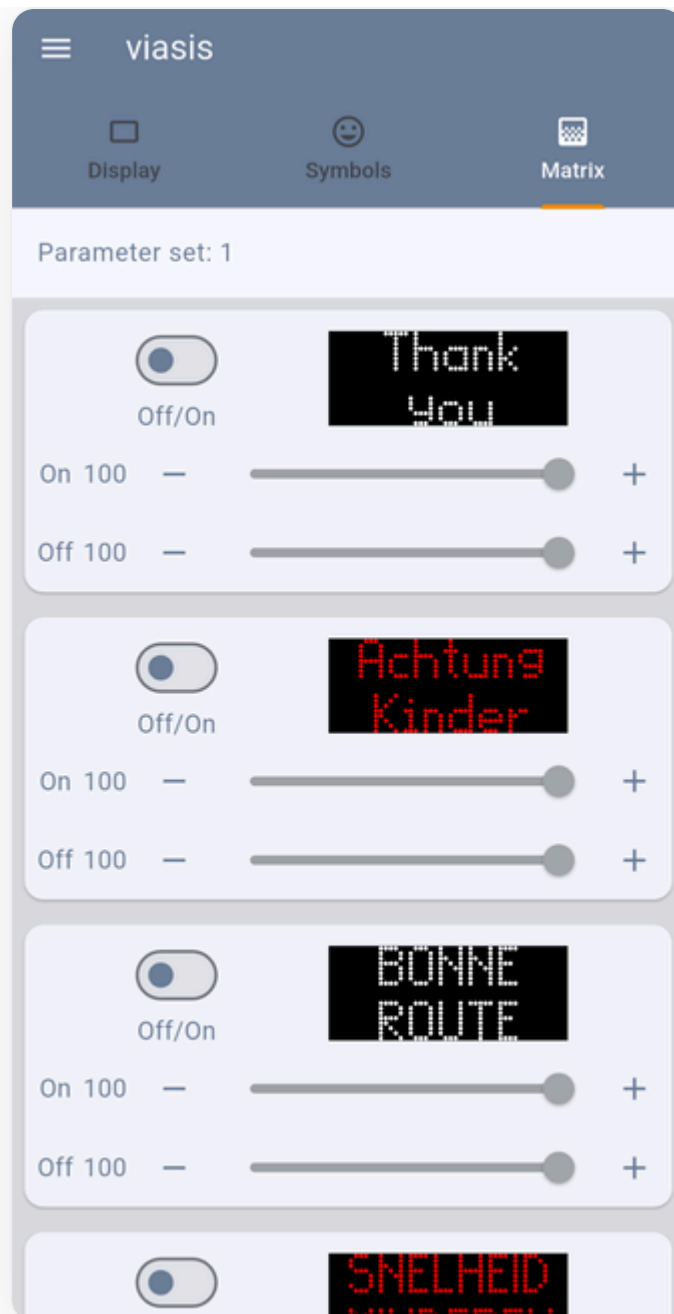 viasis
Display Symbols Matrix
Parameter set: 1
Thank
you
Off/On
On 100
Off 100
Achtung
Kinder
Off/On
On 100
Off 100
BONNE
ROUTE
Off/On
On 100
Off 100
SNELHEID